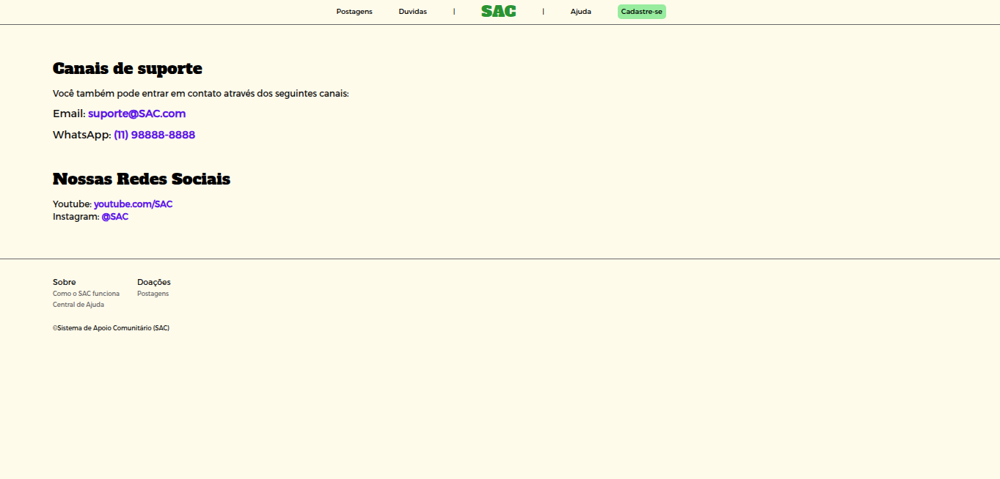 Postagens Duvidas | SAC | Ajuda Cadastre-se
Canais de suporte
Você também pode entrar em contato através dos seguintes canais:
Email: suporte@SAC.com
WhatsApp: (11) 98888-8888
Nossas Redes Sociais
Youtube: youtube.com/SAC
Instagram: @SAC
Sobre Doações
Como o SAC funciona Postagens
Central de Ajuda
©Sistema de Apoio Comunitário (SAC)